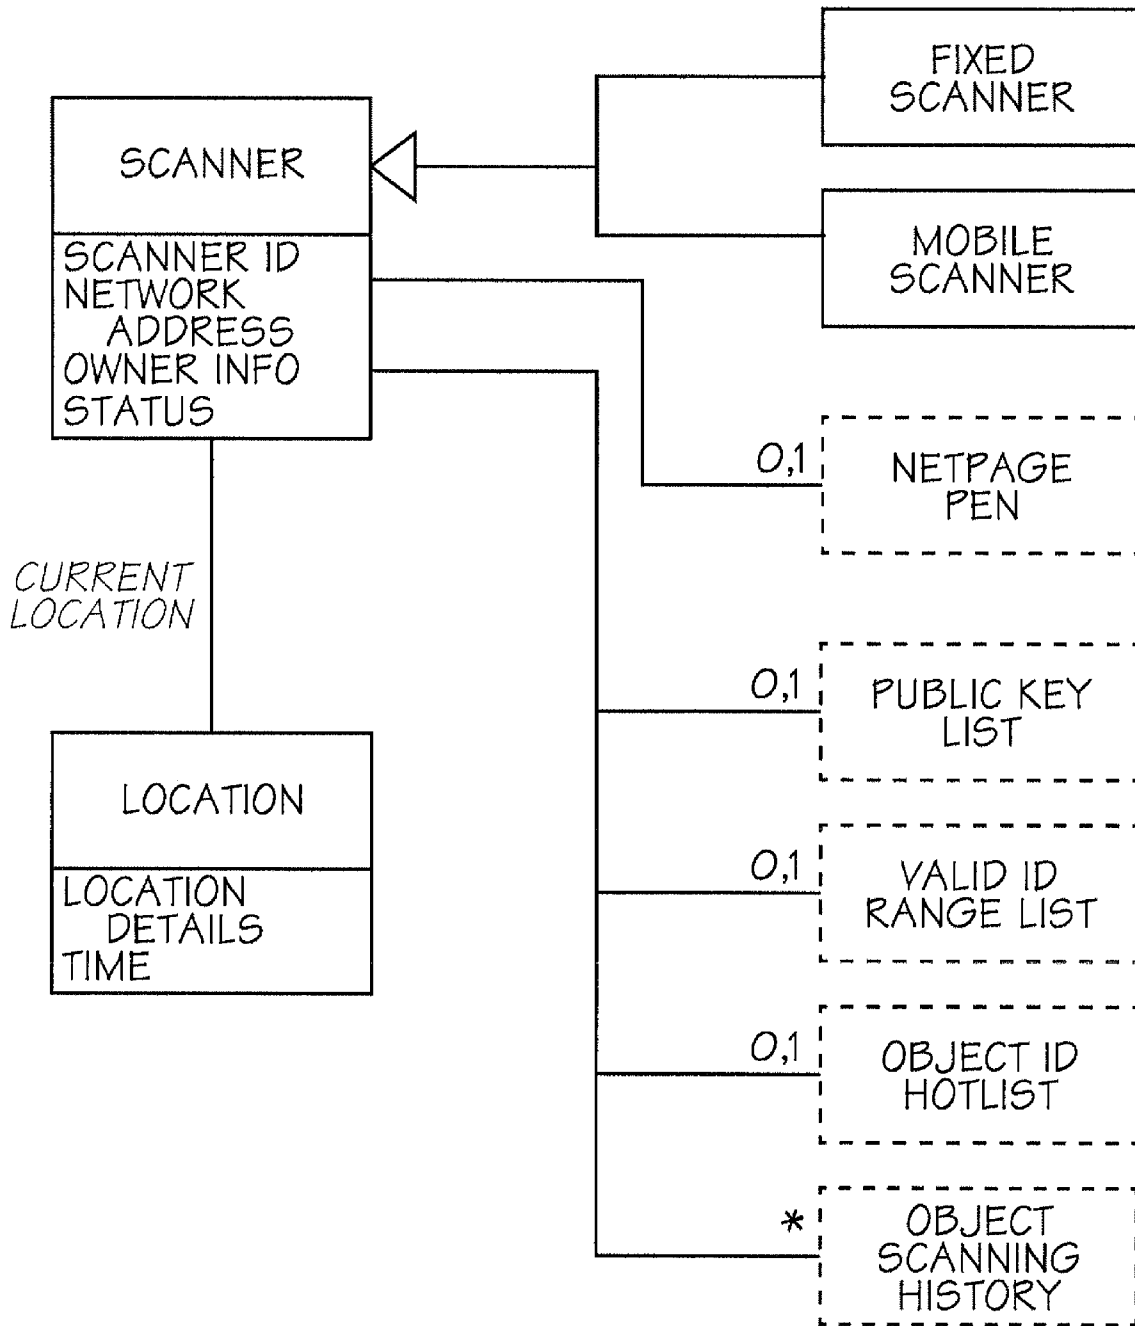 FIXED
SCANNER
SCANNER
MOBILE
SCANNER
SCANNER ID
NETWORK
ADDRESS
OWNER INFO
STATUS
0,1
NETPAGE
PEN
CURRENT
LOCATION
0,1
PUBLIC KEY
LIST
LOCATION
LOCATION
DETAILS
TIME
0,1
VALID ID
RANGE LIST
0,1
OBJECT ID
HOTLIST
*
OBJECT
SCANNING
HISTORY